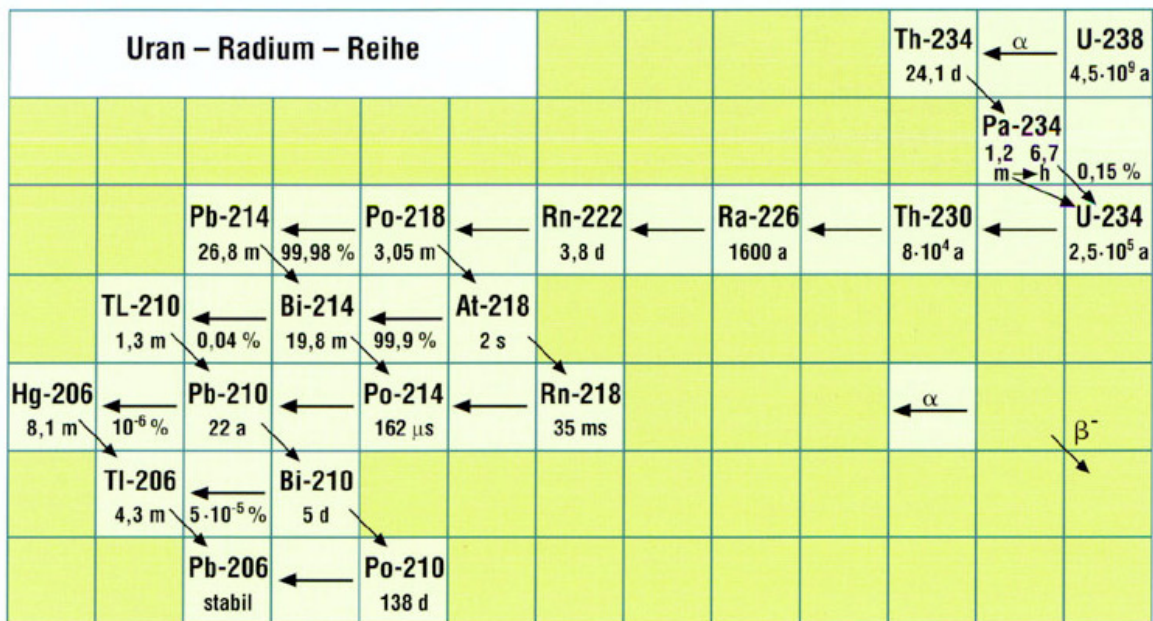 Uran – Radium – Reihe
Th-234 α U-238
24,1 d 4,5·10⁹ a
Pa-234
1,2 6,7
m h 0,15 %
Pb-214 Po-218 Rn-222 Ra-226 Th-230 U-234
26,8 m 99,98 % 3,05 m 3,8 d 1600 a 8·10⁴ a 2,5·10⁵ a
TL-210 Bi-214 At-218
1,3 m 0,04 % 19,8 m 99,9 % 2 s
Hg-206 Pb-210 Po-214 Rn-218 α
8,1 m 10⁻⁶ % 22 a 162 µs 35 ms β⁻
Tl-206 Bi-210
4,3 m 5·10⁻⁵ % 5 d
Pb-206 Po-210
stabil 138 d